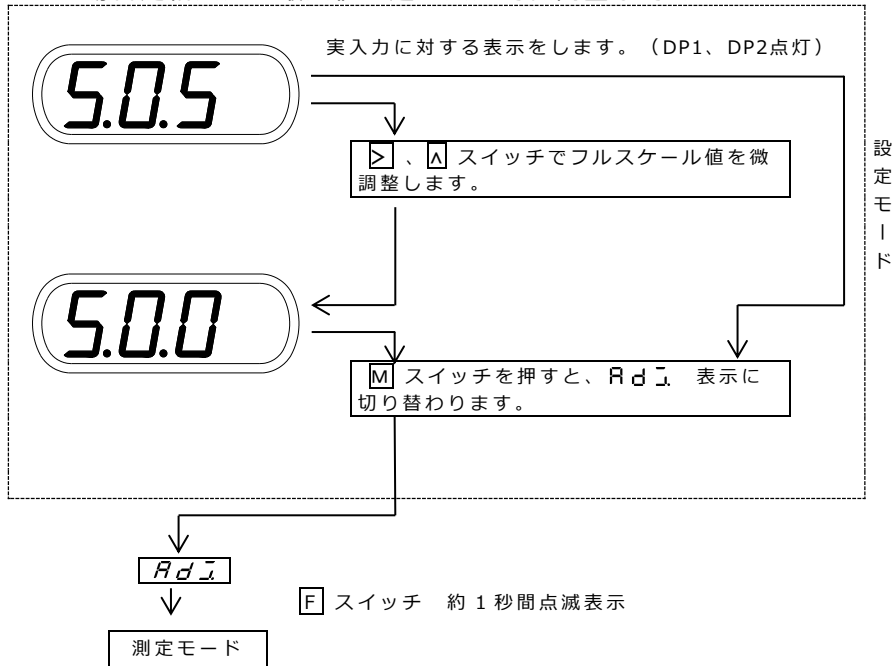 実入力に対する表示をします。（DP1、DP2点灯）
5.0.5
> 、∧ スイッチでフルスケール値を微
調整します。
設定モード
5.0.0
M スイッチを押すと、Adj. 表示に
切り替わります。
Adj.
F スイッチ 約1秒間点滅表示
測定モード